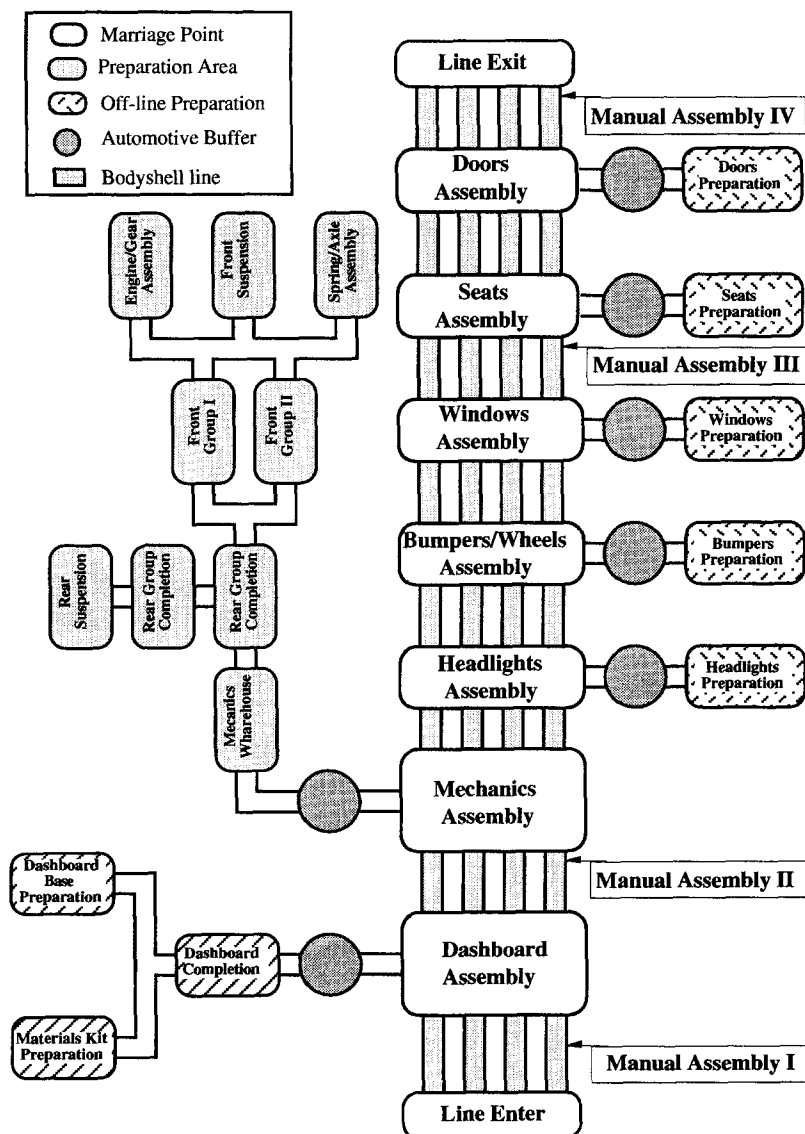 Marriage Point
Preparation Area
Off-line Preparation
Automotive Buffer
Bodyshell line
Line Exit
Manual Assembly IV
Doors
Assembly
Doors
Preparation
Engine/Gear
Assembly
Front
Suspension
Spring/Axle
Assembly
Seats
Assembly
Seats
Preparation
Manual Assembly III
Front
Group I
Front
Group II
Windows
Assembly
Windows
Preparation
Rear
Suspension
Rear Group
Completion
Rear Group
Completion
Bumpers/Wheels
Assembly
Bumpers
Preparation
Mecanics
Wharehouse
Headlights
Assembly
Headlights
Preparation
Mechanics
Assembly
Manual Assembly II
Dashboard
Base
Preparation
Dashboard
Completion
Dashboard
Assembly
Materials Kit
Preparation
Manual Assembly I
Line Enter